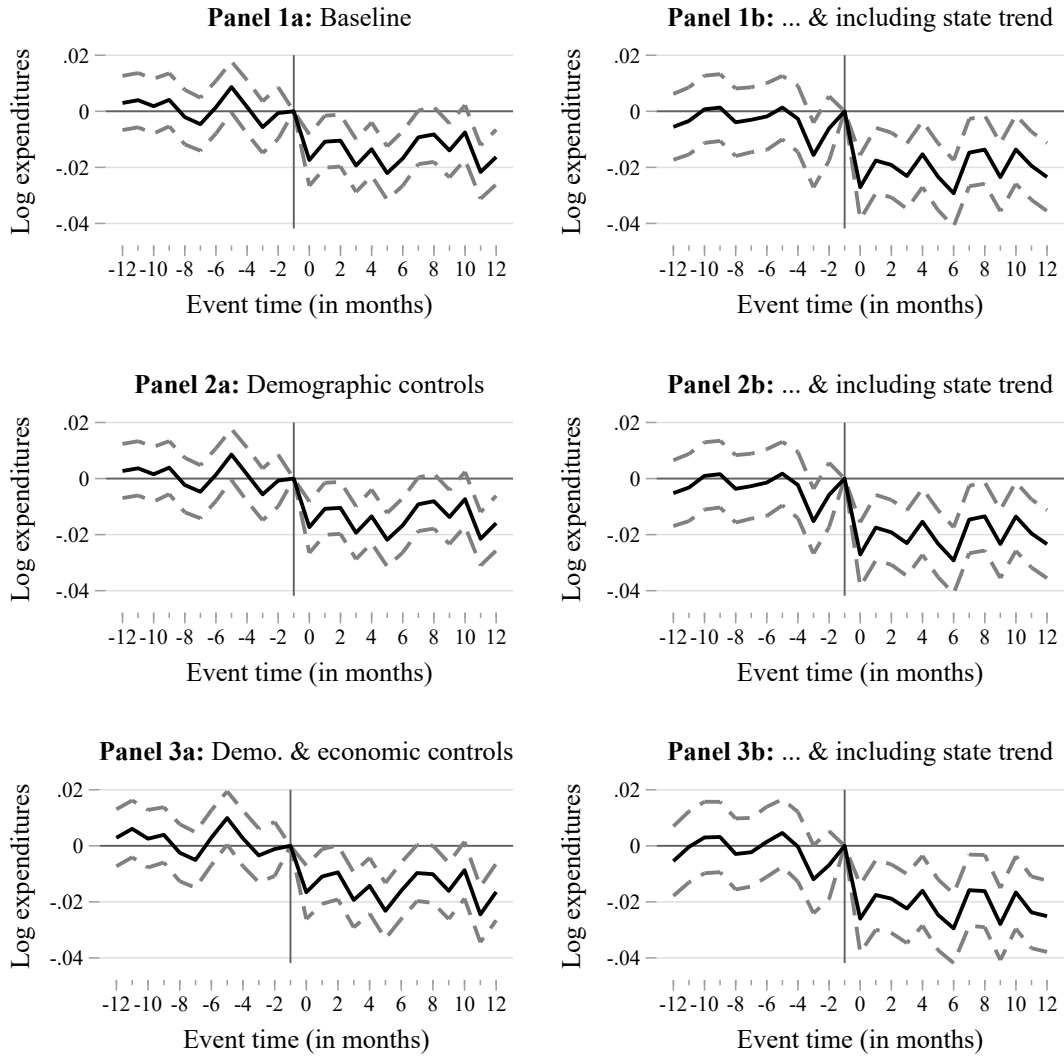 Panel 1a: Baseline
Log expenditures
.02
0
-.02
-.04
-12 -10 -8 -6 -4 -2 0 2 4 6 8 10 12
Event time (in months)
Panel 1b: ... & including state trend
Log expenditures
.02
0
-.02
-.04
-12 -10 -8 -6 -4 -2 0 2 4 6 8 10 12
Event time (in months)
Panel 2a: Demographic controls
Log expenditures
.02
0
-.02
-.04
-12 -10 -8 -6 -4 -2 0 2 4 6 8 10 12
Event time (in months)
Panel 2b: ... & including state trend
Log expenditures
.02
0
-.02
-.04
-12 -10 -8 -6 -4 -2 0 2 4 6 8 10 12
Event time (in months)
Panel 3a: Demo. & economic controls
Log expenditures
.02
0
-.02
-.04
-12 -10 -8 -6 -4 -2 0 2 4 6 8 10 12
Event time (in months)
Panel 3b: ... & including state trend
Log expenditures
.02
0
-.02
-.04
-12 -10 -8 -6 -4 -2 0 2 4 6 8 10 12
Event time (in months)